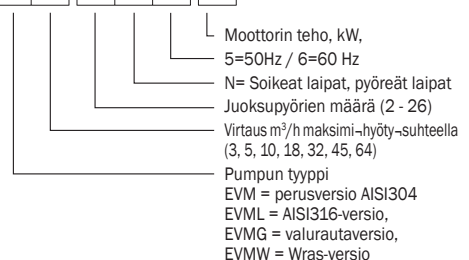 Moottorin teho, kW,
5=50Hz / 6=60 Hz
N= Soikeat laipat, pyöreät laipat
Juoksupyörien määrä (2 - 26)
Virtaus m³/h maksimi¬hyöty¬suhteella
(3, 5, 10, 18, 32, 45, 64)
Pumpun tyyppi
EVM = perusversio AISI304
EVML = AISI316-versio,
EVMG = valurautaversio,
EVMW = Wras-versio